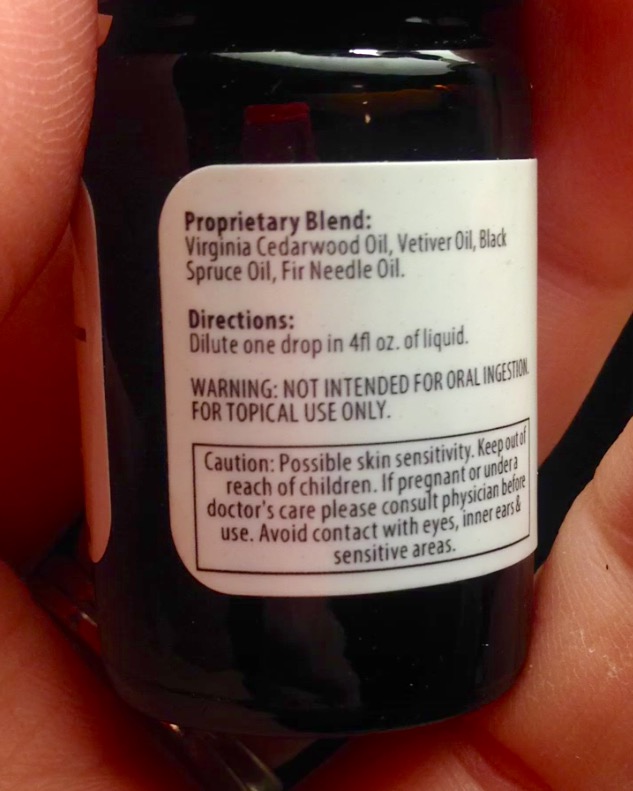 Proprietary Blend:
Virginia Cedarwood Oil, Vetiver Oil, Black
Spruce Oil, Fir Needle Oil.
Directions:
Dilute one drop in 4fl oz. of liquid.
WARNING: NOT INTENDED FOR ORAL INGESTION.
FOR TOPICAL USE ONLY.
Caution: Possible skin sensitivity. Keep out of
reach of children. If pregnant or under a
doctor's care please consult physician before
use. Avoid contact with eyes, inner ears &
sensitive areas.